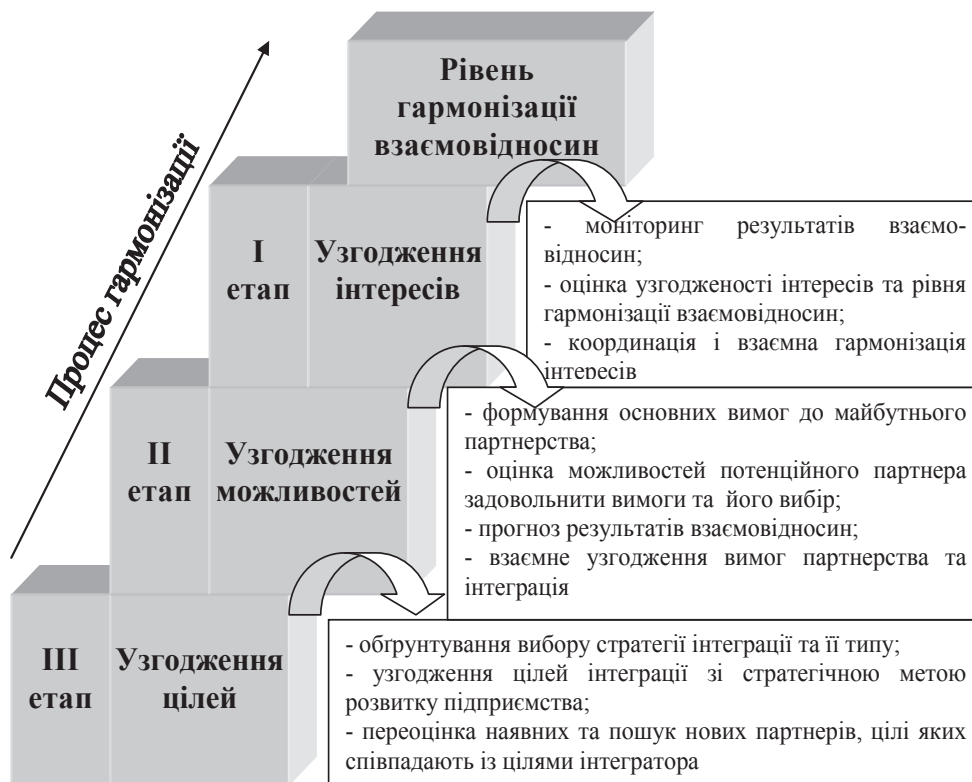 Рівень
гармонізації
взаємовідносин
Процес гармонізації
І
етап
Узгодження
інтересів
- моніторинг результатів взаємо-
відносин;
- оцінка узгодженості інтересів та рівня
гармонізації взаємовідносин;
- координація і взаємна гармонізація
інтересів
ІІ
етап
Узгодження
можливостей
- формування основних вимог до майбутнього
партнерства;
- оцінка можливостей потенційного партнера
задовольнити вимоги та його вибір;
- прогноз результатів взаємовідносин;
- взаємне узгодження вимог партнерства та
інтеграція
ІІІ
етап
Узгодження
цілей
- обґрунтування вибору стратегії інтеграції та її типу;
- узгодження цілей інтеграції зі стратегічною метою
розвитку підприємства;
- переоцінка наявних та пошук нових партнерів, цілі яких
співпадають із цілями інтегратора